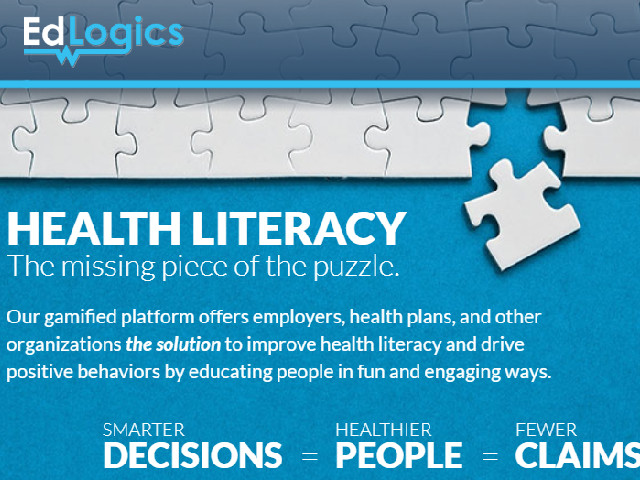 EdLogics
HEALTH LITERACY
The missing piece of the puzzle.
Our gamified platform offers employers, health plans, and other
organizations the solution to improve health literacy and drive
positive behaviors by educating people in fun and engaging ways.
SMARTER HEALTHIER FEWER
DECISIONS = PEOPLE = CLAIMS